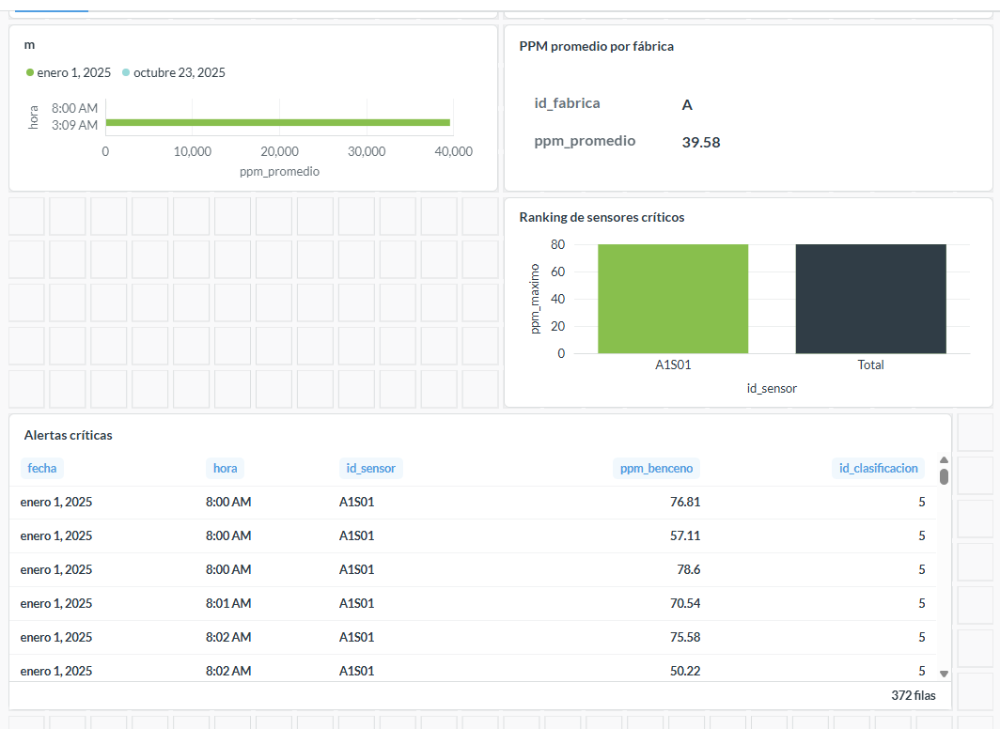 m
enero 1, 2025 octubre 23, 2025
hora
8:00 AM
3:09 AM
0 10,000 20,000 30,000 40,000
ppm_promedio
PPM promedio por fábrica
id_fabrica A
ppm_promedio 39.58
Ranking de sensores críticos
ppm_maximo
80
60
40
20
0
A1S01 Total
id_sensor
Alertas críticas
fecha hora id_sensor ppm_benceno id_clasificacion
enero 1, 2025 8:00 AM A1S01 76.81 5
enero 1, 2025 8:00 AM A1S01 57.11 5
enero 1, 2025 8:00 AM A1S01 78.6 5
enero 1, 2025 8:01 AM A1S01 70.54 5
enero 1, 2025 8:02 AM A1S01 75.58 5
enero 1, 2025 8:02 AM A1S01 50.22 5
372 filas